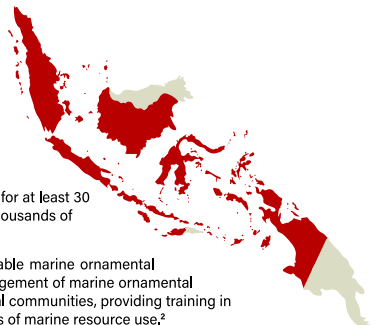 for at least 30
ousands of
able marine ornamental
gement of marine ornamental
al communities, providing training in
s of marine resource use.²